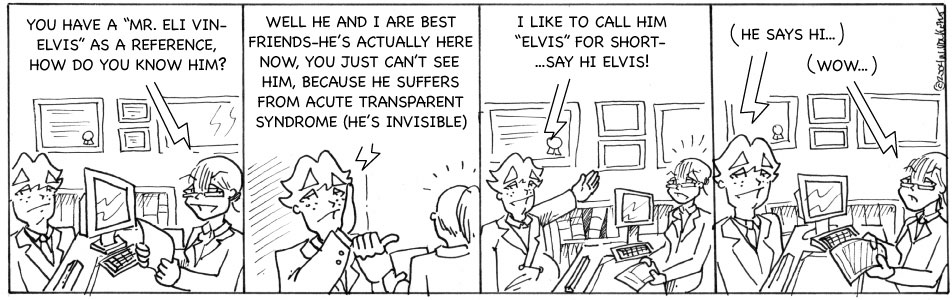 YOU HAVE A "MR. ELI VIN-
ELVIS" AS A REFERENCE,
HOW DO YOU KNOW HIM?
WELL HE AND I ARE BEST
FRIENDS-HE'S ACTUALLY HERE
NOW, YOU JUST CAN'T SEE
HIM, BECAUSE HE SUFFERS
FROM ACUTE TRANSPARENT
SYNDROME (HE'S INVISIBLE)
I LIKE TO CALL HIM
"ELVIS" FOR SHORT-
...SAY HI ELVIS!
(HE SAYS HI...)
(WOW...)